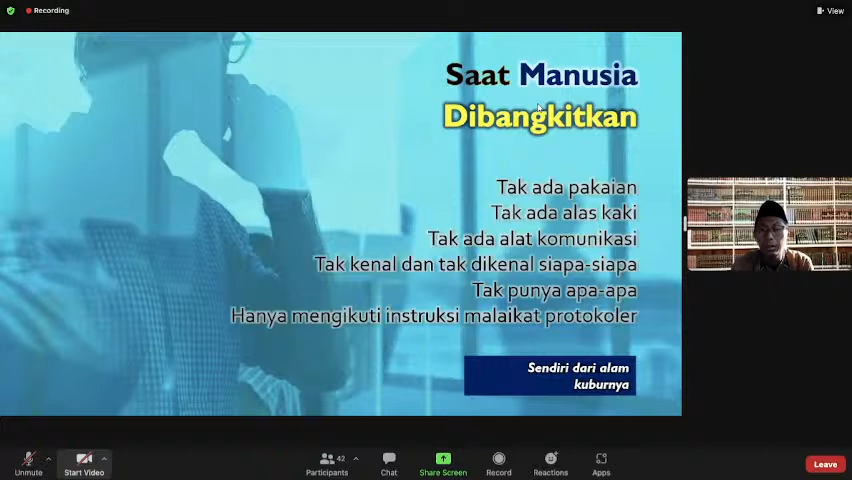 Recording
View
Saat Manusia
Dibangkitkan
Tak ada pakaian
Tak ada alas kaki
Tak ada alat komunikasi
Tak kenal dan tak dikenal siapa-siapa
Tak punya apa-apa
Hanya mengikuti instruksi malaikat protokoler
Sendiri dari alam
kuburnya
Unmute
Start Video
42
Participants
Chat
Share Screen
Record
Reactions
Apps
Leave